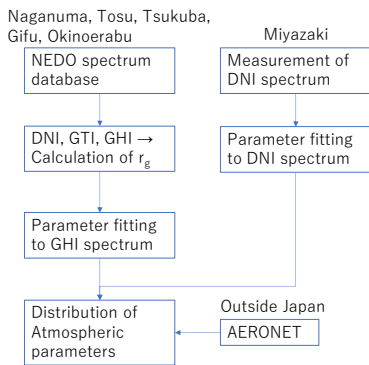 Naganuma, Tosu, Tsukuba,
Gifu, Okinoerabu
NEDO spectrum
database
DNI, GTI, GHI →
Calculation of rg
Parameter fitting
to GHI spectrum
Miyazaki
Measurement of
DNI spectrum
Parameter fitting
to DNI spectrum
Distribution of
Atmospheric
parameters
Outside Japan
AERONET